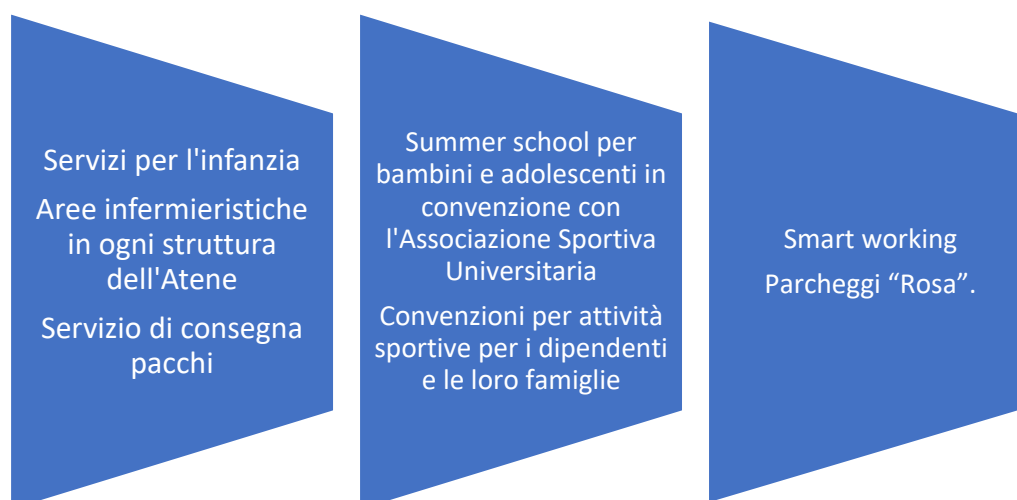 Servizi per l'infanzia
Aree infermieristiche
in ogni struttura
dell'Atene
Servizio di consegna
pacchi
Summer school per
bambini e adolescenti in
convenzione con
l'Associazione Sportiva
Universitaria
Convenzioni per attività
sportive per i dipendenti
e le loro famiglie
Smart working
Parcheggi “Rosa”.